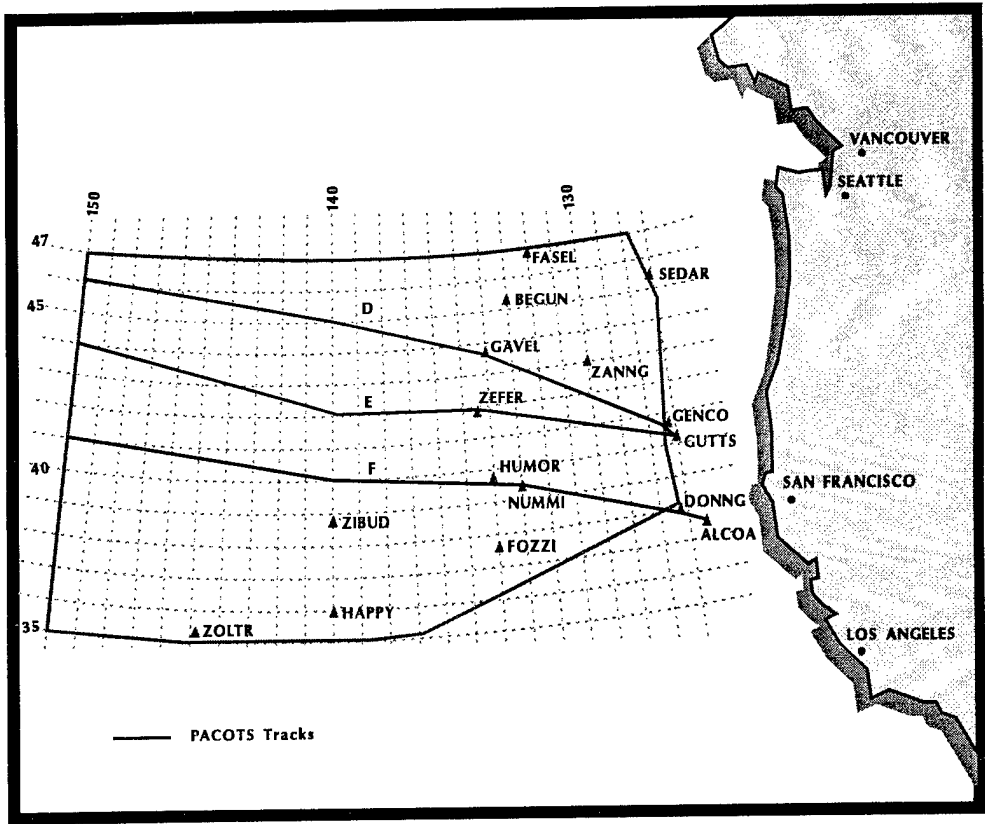 VANCOUVER
SEATTLE
150
140
130
47
FASEL
SEDAR
BEGUN
45
D
GAVEL
ZANNG
ZEFER
E
GENCO
GUTTS
40
F
HUMOR
SAN FRANCISCO
NUMMI
DONNG
ZIBUD
ALCOA
FOZZI
HAPPY
35
ZOLTR
LOS ANGELES
PACOTS Tracks